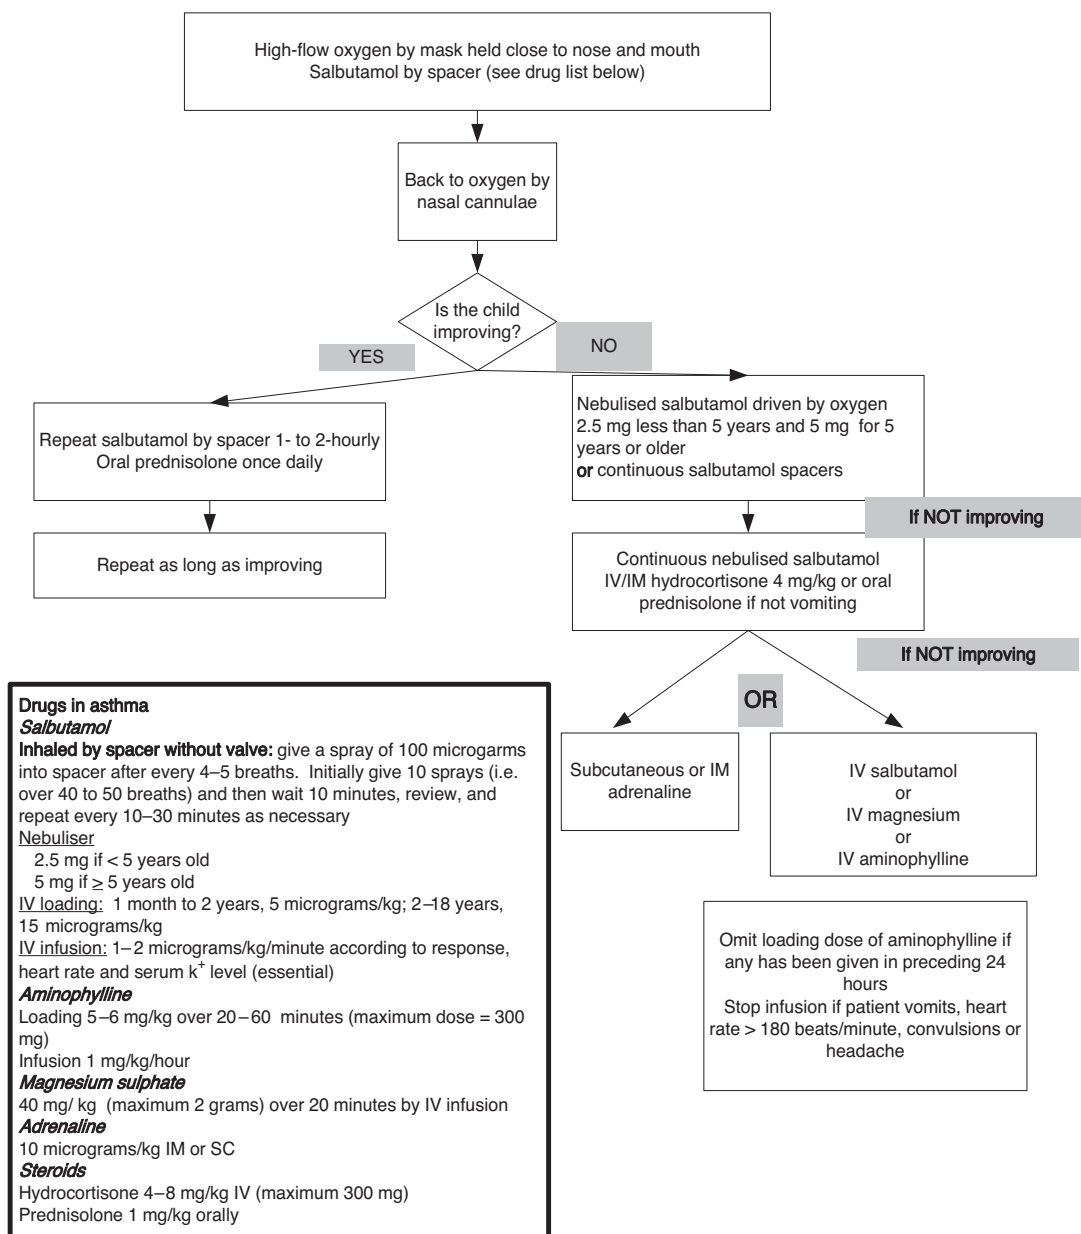 High-flow oxygen by mask held close to nose and mouth
Salbutamol by spacer (see drug list below)
Back to oxygen by
nasal cannulae
Is the child
improving?
YES
NO
Repeat salbutamol by spacer 1- to 2-hourly
Oral prednisolone once daily
Repeat as long as improving
Nebulised salbutamol driven by oxygen
2.5 mg less than 5 years and 5 mg for 5
years or older
or continuous salbutamol spacers
If NOT improving
Continuous nebulised salbutamol
IV/IM hydrocortisone 4 mg/kg or oral
prednisolone if not vomiting
If NOT improving
OR
Subcutaneous or IM
adrenaline
IV salbutamol
or
IV magnesium
or
IV aminophylline
Omit loading dose of aminophylline if
any has been given in preceding 24
hours
Stop infusion if patient vomits, heart
rate > 180 beats/minute, convulsions or
headache
Drugs in asthma
Salbutamol
Inhaled by spacer without valve: give a spray of 100 microgarms
into spacer after every 4–5 breaths. Initially give 10 sprays (i.e.
over 40 to 50 breaths) and then wait 10 minutes, review, and
repeat every 10–30 minutes as necessary
Nebuliser
2.5 mg if < 5 years old
5 mg if ≥ 5 years old
IV loading: 1 month to 2 years, 5 micrograms/kg; 2–18 years,
15 micrograms/kg
IV infusion: 1–2 micrograms/kg/minute according to response,
heart rate and serum k⁺ level (essential)
Aminophylline
Loading 5–6 mg/kg over 20–60 minutes (maximum dose = 300
mg)
Infusion 1 mg/kg/hour
Magnesium sulphate
40 mg/ kg (maximum 2 grams) over 20 minutes by IV infusion
Adrenaline
10 micrograms/kg IM or SC
Steroids
Hydrocortisone 4–8 mg/kg IV (maximum 300 mg)
Prednisolone 1 mg/kg orally